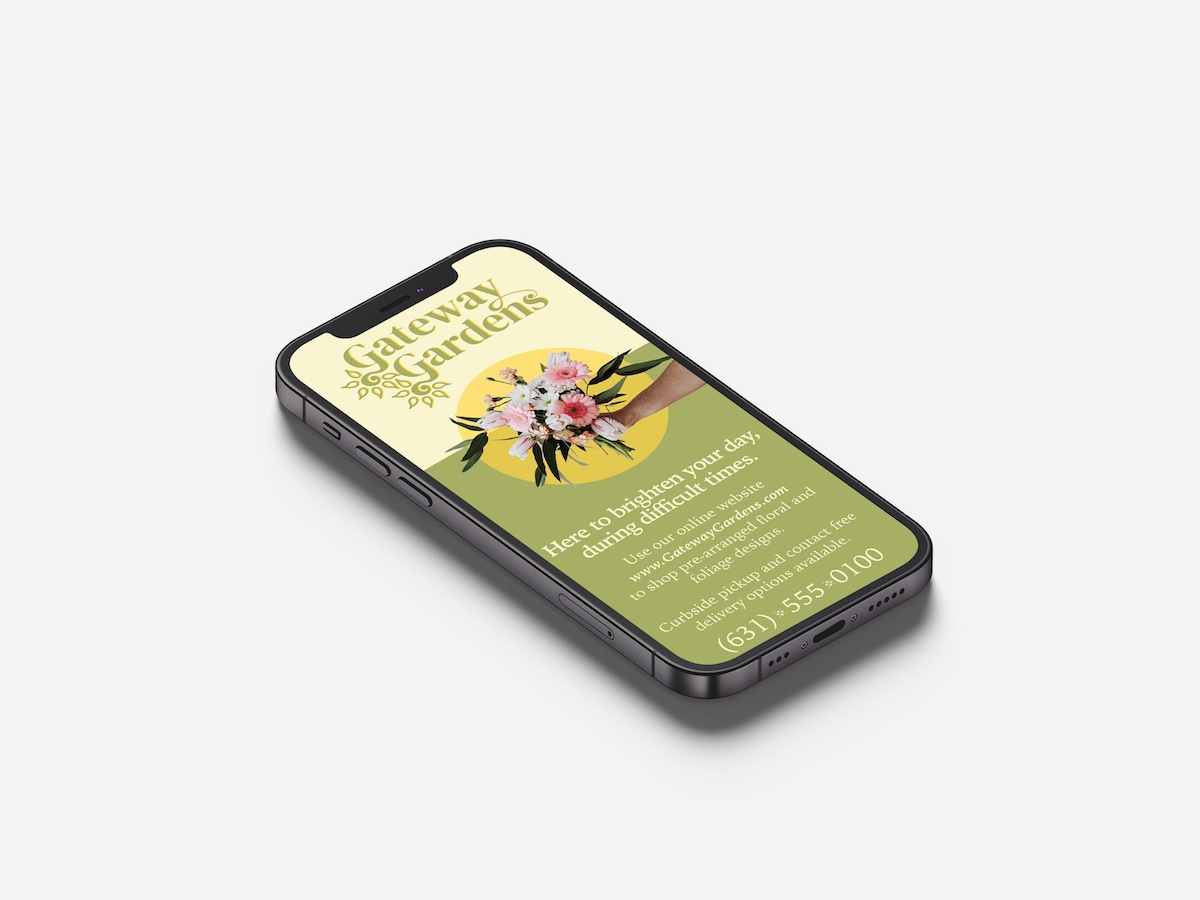 Gateway
Gardens
Here to brighten your day,
during difficult times.
Use our online website
www.GatewayGardens.com
to shop pre-arranged floral and
foliage designs.
Curbside pickup and contact free
delivery options available.
(631)*555*0100